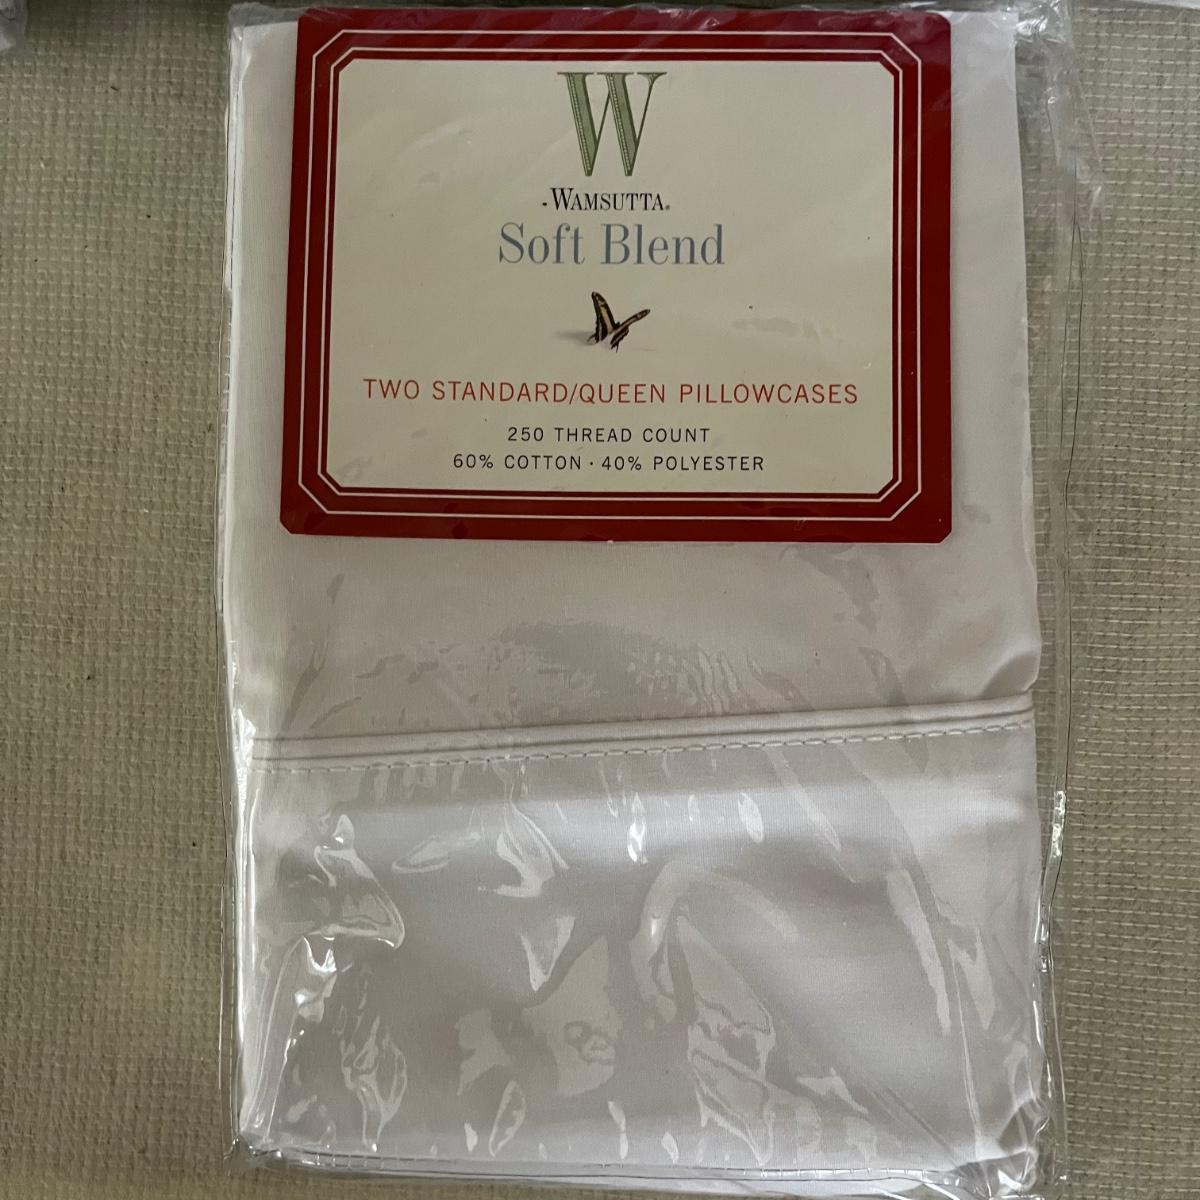 W
-WAMSUTTA®
Soft Blend
TWO STANDARD/QUEEN PILLOWCASES
250 THREAD COUNT
60% COTTON · 40% POLYESTER